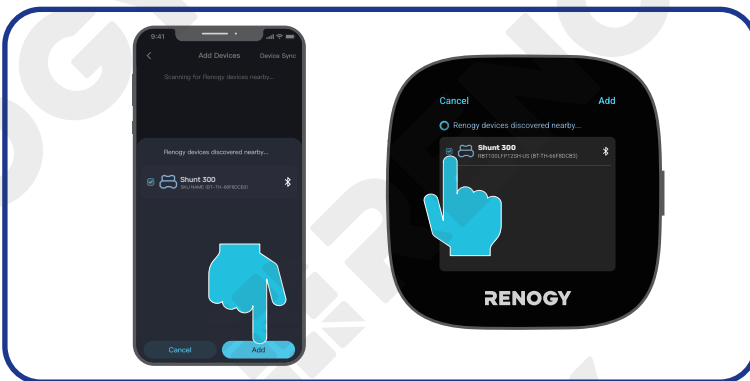 9:41
Add Devices Device Sync
Scanning for Renogy devices nearby...
Renogy devices discovered nearby...
Shunt 300
SKU NAME (BT-TH-66F8DCB3)
Cancel Add
Cancel Add
Renogy devices discovered nearby...
Shunt 300
RBT100LFP12SH-US (BT-TH-66F8DCB3)
RENOGY